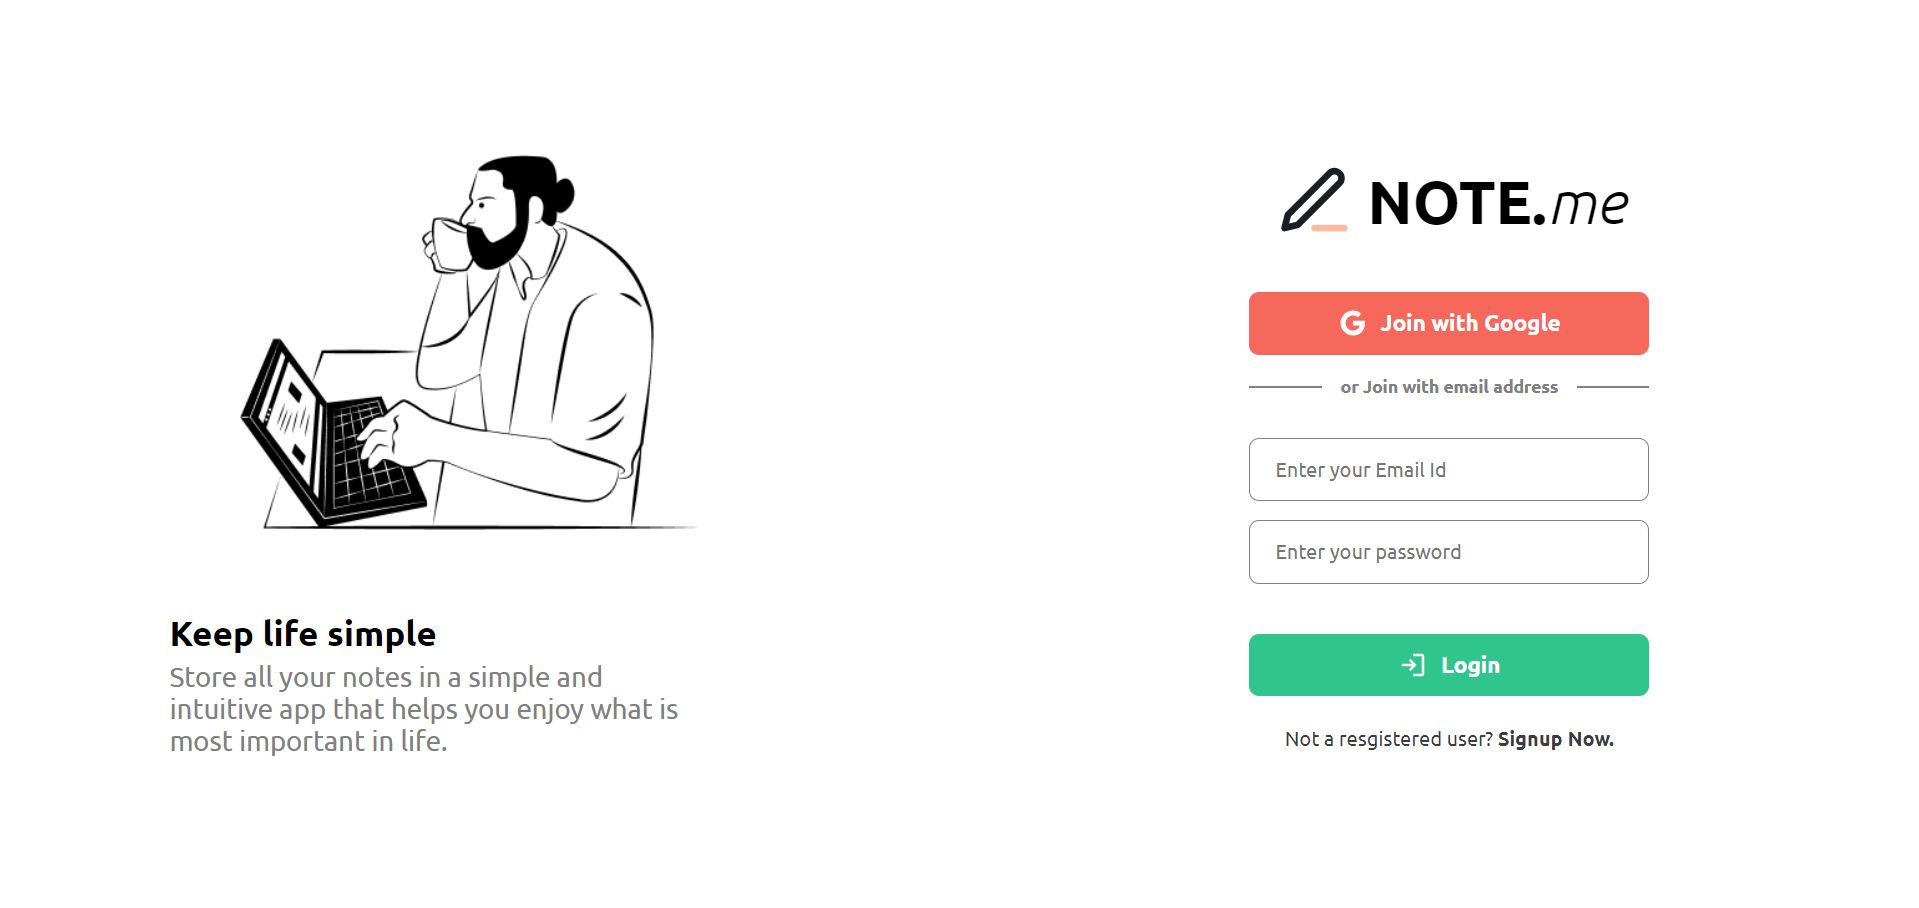 Keep life simple
Store all your notes in a simple and
intuitive app that helps you enjoy what is
most important in life.
NOTE.me
Join with Google
or Join with email address
Enter your Email Id
Enter your password
Login
Not a resgistered user? Signup Now.